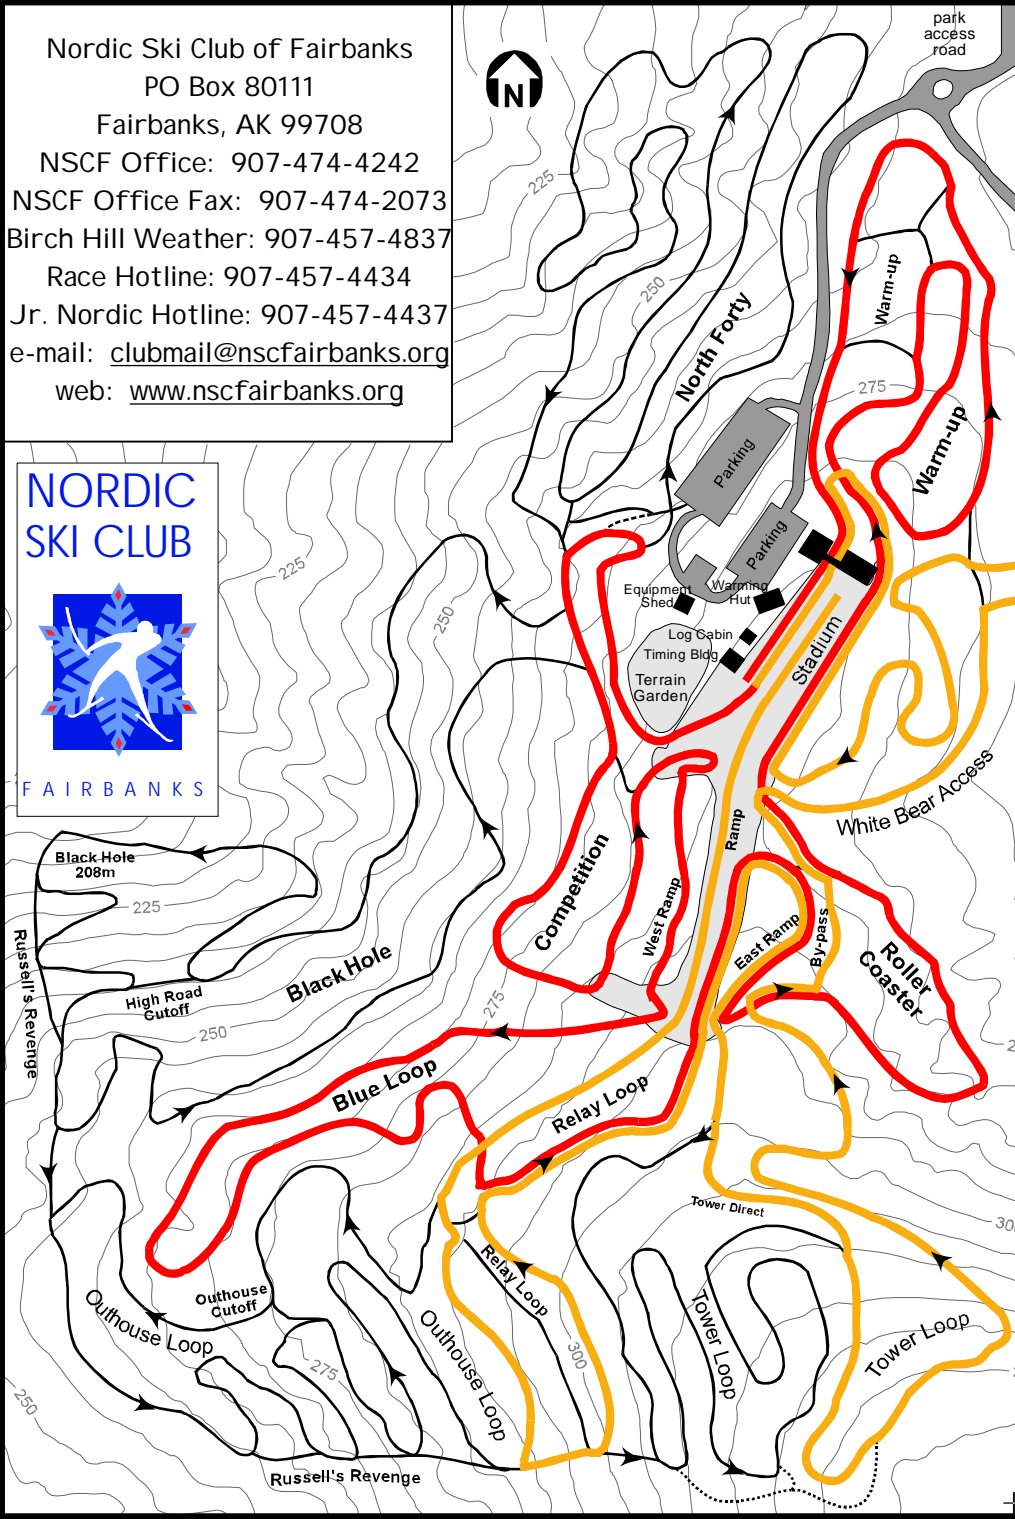 Nordic Ski Club of Fairbanks
PO Box 80111
Fairbanks, AK 99708
NSCF Office:  907-474-4242
NSCF Office Fax:  907-474-2073
Birch Hill Weather: 907-457-4837
Race Hotline: 907-457-4434
Jr. Nordic Hotline: 907-457-4437
e-mail:  clubmail@nscfairbanks.org
web:  www.nscfairbanks.org
N
park
access
road
225
250
North Forty
Warm-up
275
Warm-up
Parking
Parking
NORDIC
SKI CLUB
FAIRBANKS
225
250
Equipment
Shed
Warming
Hut
Log Cabin
Timing Bldg
Terrain
Garden
Stadium
White Bear Access
Ramp
Competition
West Ramp
East Ramp
By-pass
Roller
Coaster
Black Hole
208m
225
Russell's Revenge
High Road
Cutoff
Black Hole
250
275
Blue Loop
Relay Loop
Tower Direct
Relay Loop
Outhouse
Cutoff
Outhouse Loop
Outhouse Loop
275
300
Tower Loop
Tower Loop
250
Russell's Revenge